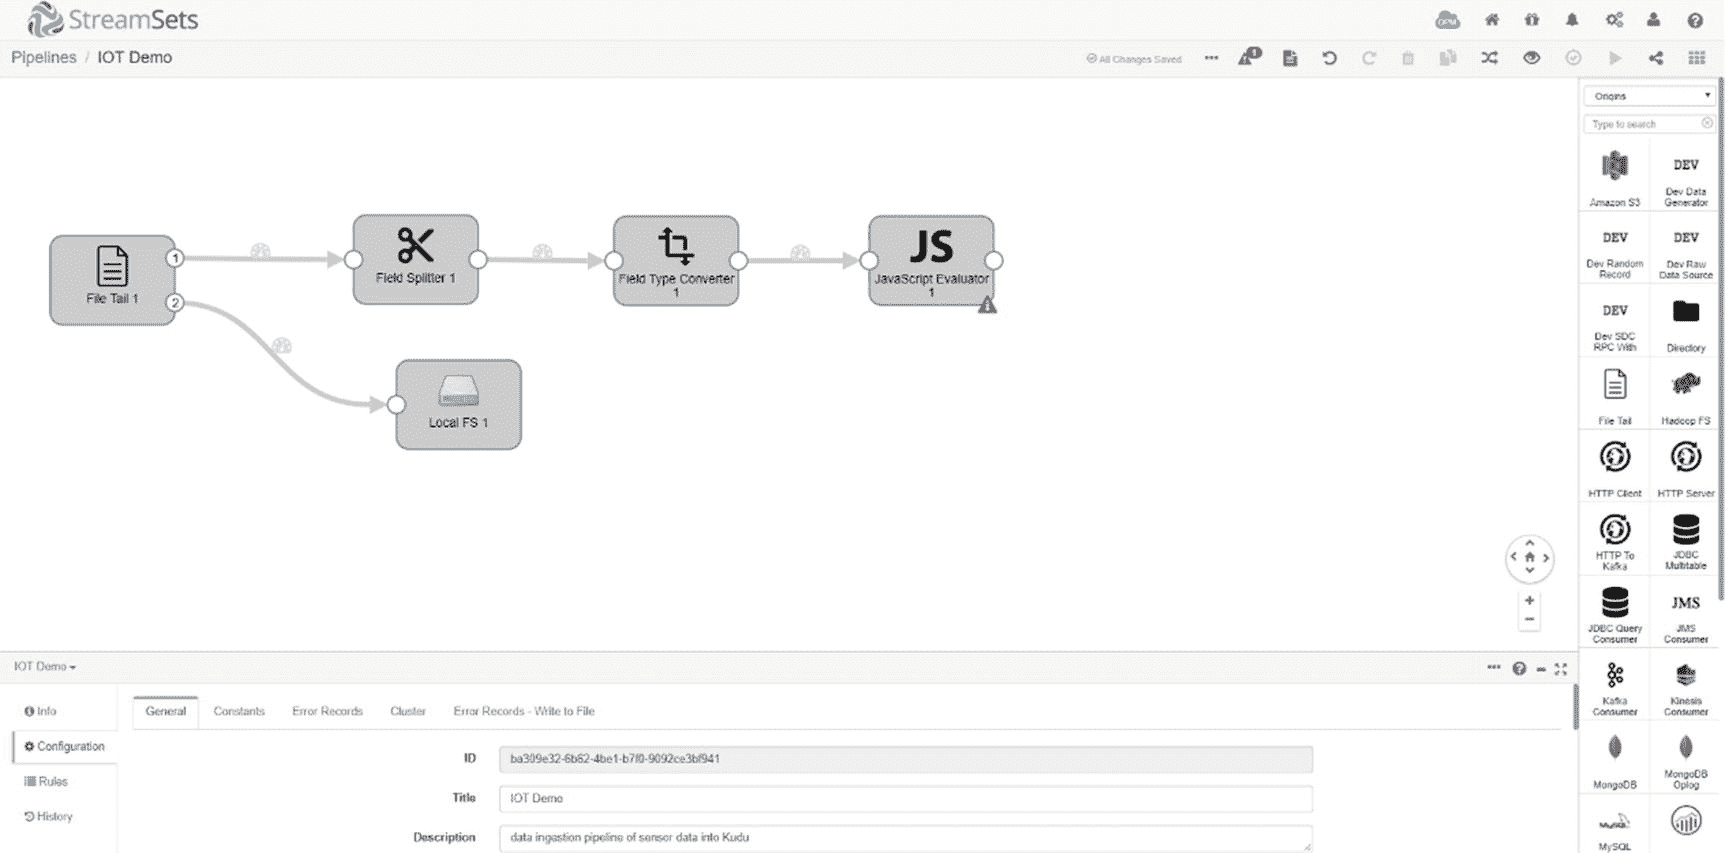 StreamSets
DPM
Pipelines / IOT Demo
All Changes Saved
1
Origins
Type to search
Amazon S3
DEV
Dev Data
Generator
DEV
Dev Random
Record
DEV
Dev Raw
Data Source
DEV
Dev SDC
RPC With
Directory
File Tail
Hadoop FS
HTTP Client
HTTP Server
HTTP To
Kafka
JDBC
Multitable
JDBC Query
Consumer
JMS
JMS
Consumer
Kafka
Consumer
Kinesis
Consumer
MongoDB
MongoDB
Oplog
MySQL
MySQL
File Tail 1
1
2
Field Splitter 1
Field Type Converter
1
JS
JavaScript Evaluator
1
Local FS 1
IOT Demo
Info
Configuration
Rules
History
General Constants Error Records Cluster Error Records - Write to File
ID ba309e32-6b62-4be1-b7f0-9092ce3bf941
Title IOT Demo
Description data ingestion pipeline of sensor data into Kudu